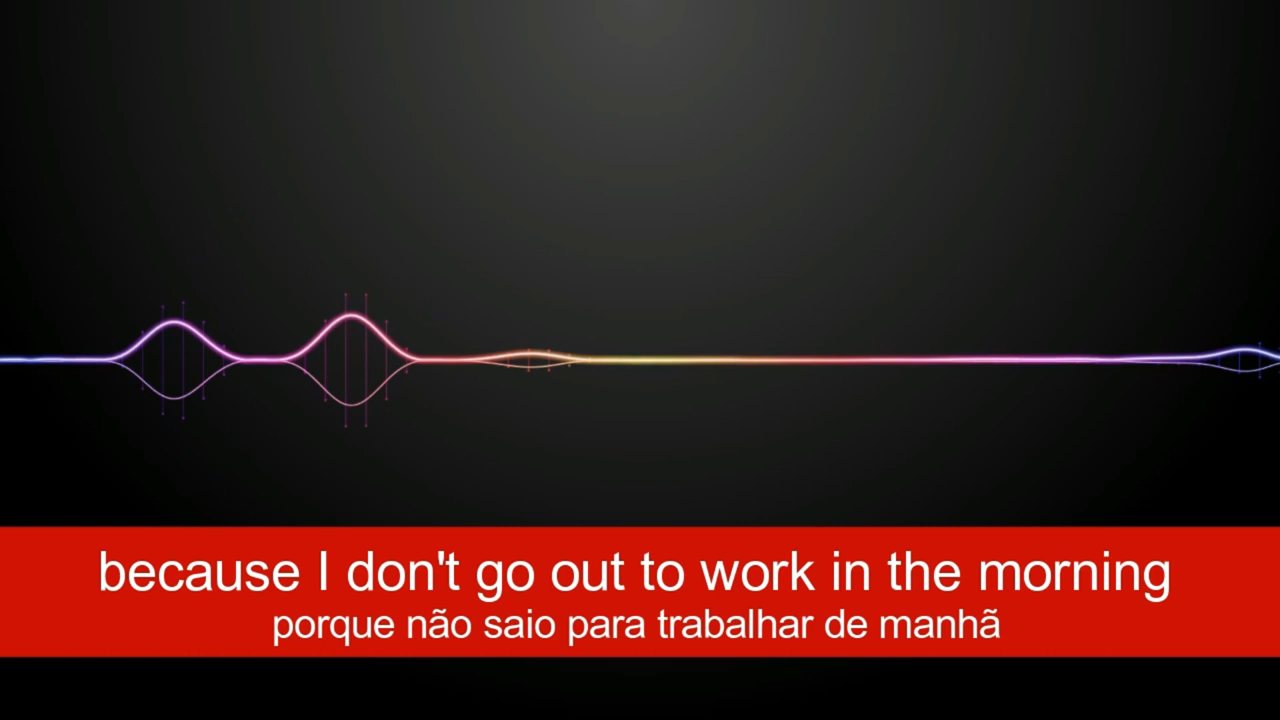 because I don't go out to work in the morning
porque não saio para trabalhar de manhã